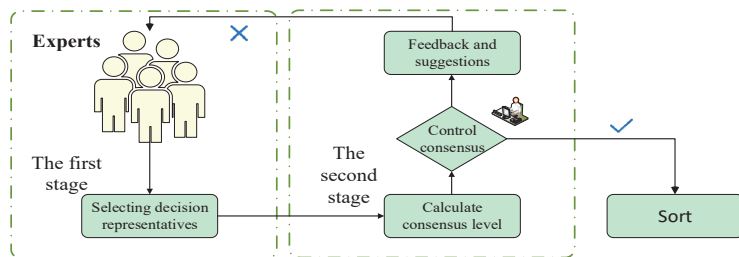 Experts
The first
stage
Selecting decision
representatives
Feedback and
suggestions
Control
consensus
The
second
stage
Calculate
consensus level
Sort